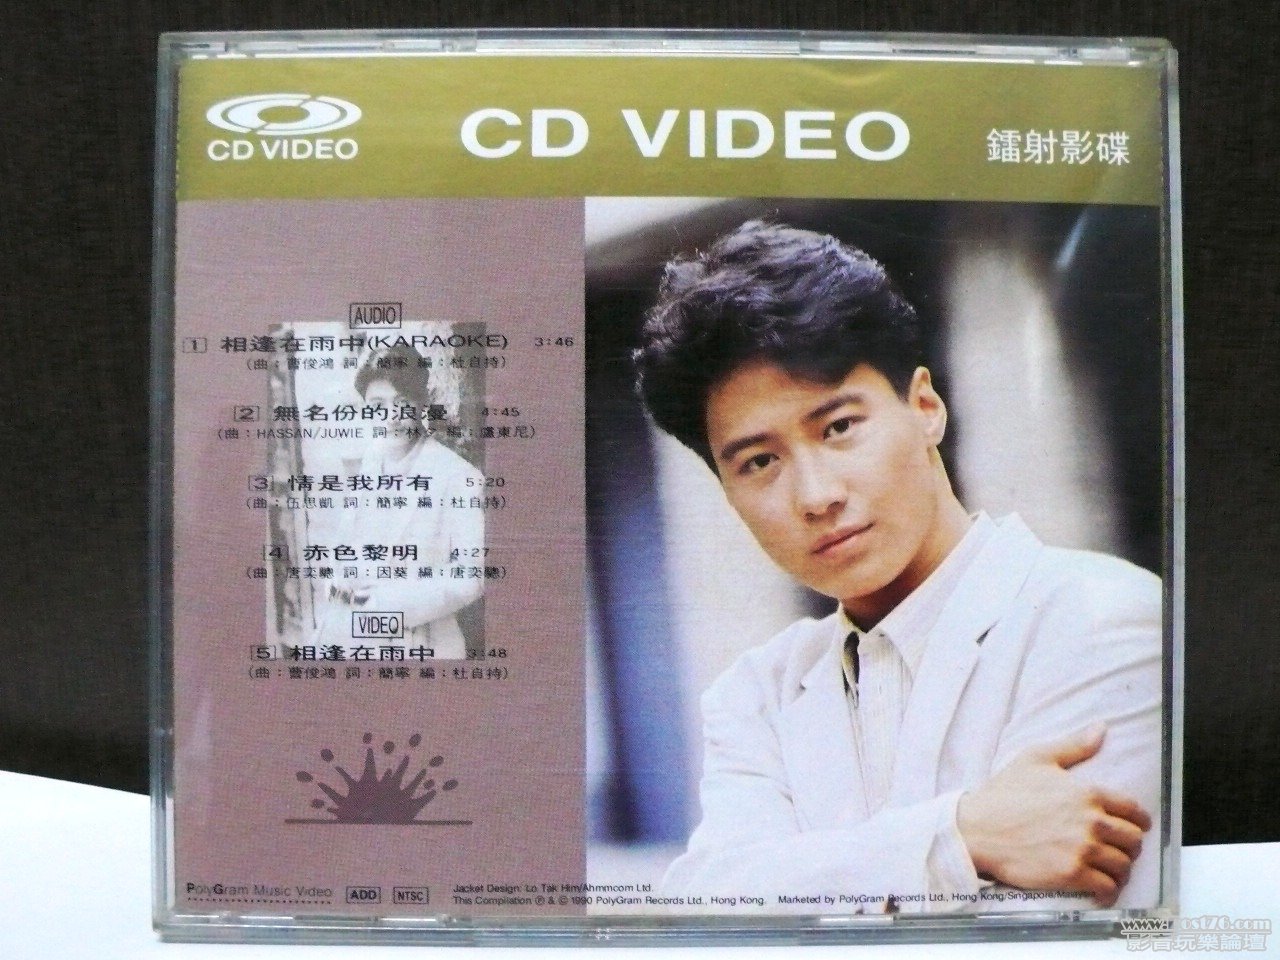 CD VIDEO
CD VIDEO
鐳射影碟
AUDIO
1 相逢在雨中(KARAOKE) 3:46
(曲：曹俊鴻 詞：簡寧 編：杜自持)
2 無名份的浪漫 4:45
(曲：HASSAN/JUWIE 詞：林夕 編：盧東尼)
3 情是我所有 5:20
(曲：伍思凱 詞：簡寧 編：杜自持)
4 赤色黎明 4:27
(曲：唐奕聰 詞：因葵 編：唐奕聰)
VIDEO
5 相逢在雨中 3:48
(曲：曹俊鴻 詞：簡寧 編：杜自持)
PolyGram Music Video ADD NTSC
Jacket Design: Lo Tak Him/Ahmmcom Ltd.
This Compilation Ⓟ & © 1990 PolyGram Records Ltd., Hong Kong. Marketed by PolyGram Records Ltd., Hong Kong/Singapore/Malaysia.
www.post76.com
影音玩樂論壇